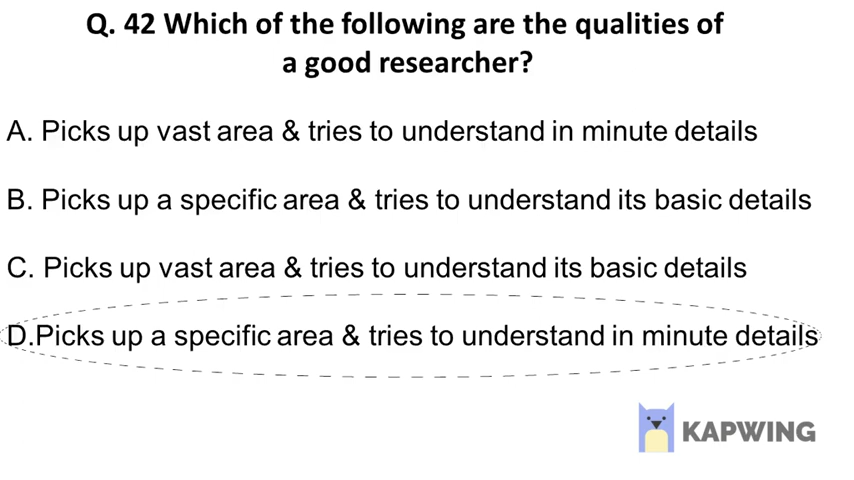 Q. 42 Which of the following are the qualities of
a good researcher?
A. Picks up vast area & tries to understand in minute details
B. Picks up a specific area & tries to understand its basic details
C. Picks up vast area & tries to understand its basic details
D.Picks up a specific area & tries to understand in minute details
KAPWING